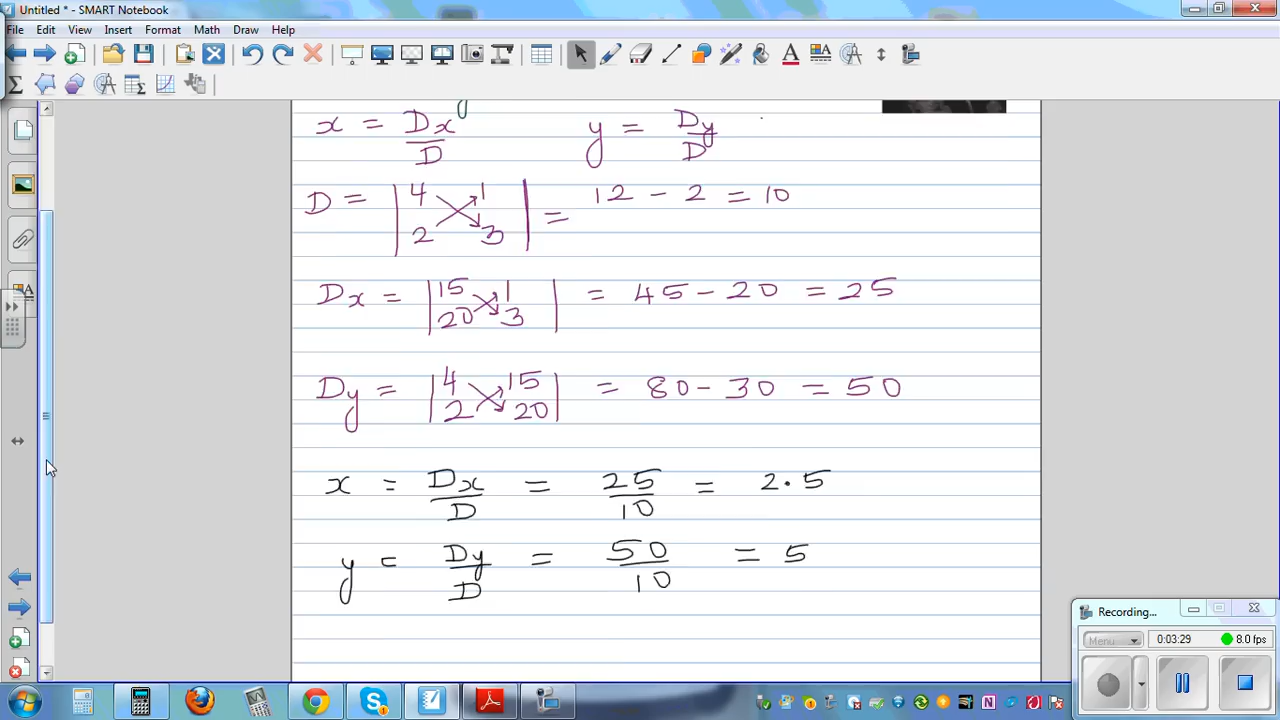 Untitled * - SMART Notebook
File Edit View Insert Format Math Draw Help
x = Dx/D y = Dy/D
D = |4 1| = 12 - 2 = 10
|2 3|
Dx = |15 1| = 45 - 20 = 25
|20 3|
Dy = |4 15| = 80 - 30 = 50
|2 20|
x = Dx/D = 25/10 = 2.5
y = Dy/D = 50/10 = 5
Recording...
Menu 0:03:29 8.0 fps